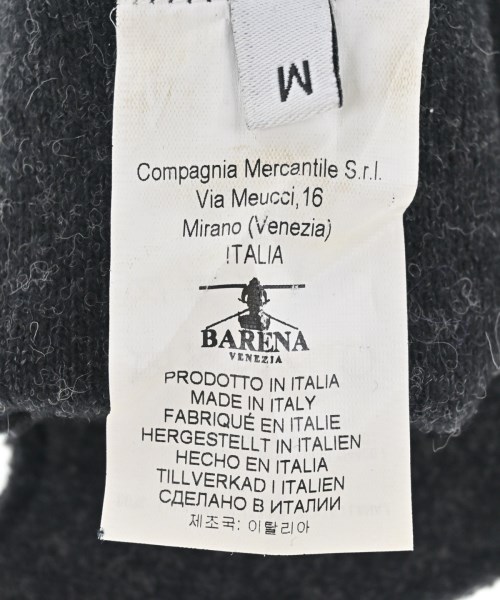 M
Compagnia Mercantile S.r.l.
Via Meucci,16
Mirano (Venezia)
ITALIA
BARENA
VENEZIA
PRODOTTO IN ITALIA
MADE IN ITALY
FABRIQUÉ EN ITALIE
HERGESTELLT IN ITALIEN
HECHO EN ITALIA
TILLVERKAD I ITALIEN
СДЕЛАНО В ИТАЛИИ
제조국: 이탈리아